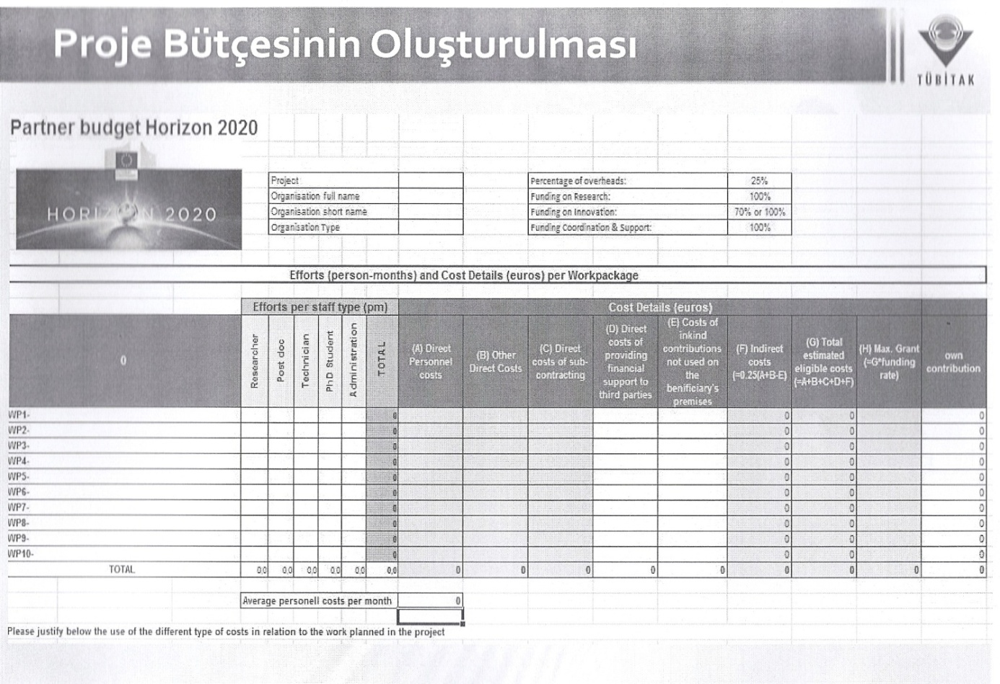 Proje Bütçesinin Oluşturulması
TÜBİTAK
Partner budget Horizon 2020
HORIZON 2020
Project
Organisation full name
Organisation short name
Organisation Type
Percentage of overheads: 25%
Funding on Research: 100%
Funding on Innovation: 70% or 100%
Funding Coordination & Support: 100%
Efforts (person-months) and Cost Details (euros) per Workpackage
Efforts per staff type (pm)
Cost Details (euros)
0
Researcher
Post doc
Technician
PhD Student
Administration
TOTAL
(A) Direct
Personnel
costs
(B) Other
Direct Costs
(C) Direct
costs of sub-
contracting
(D) Direct
costs of
providing
financial
support to
third parties
(E) Costs of
inkind
contributions
not used on
the
benificiary's
premises
(F) Indirect
costs
(=0.25(A+B-E)
(G) Total
estimated
eligible costs
(=A+B+C+D+F)
(H) Max. Grant
(=G*funding
rate)
own
contribution
WP1- 0 0 0 0
WP2- 0 0 0 0
WP3- 0 0 0 0
WP4- 0 0 0 0
WP5- 0 0 0 0
WP6- 0 0 0 0
WP7- 0 0 0 0
WP8- 0 0 0 0
WP9- 0 0 0 0
WP10- 0 0 0 0
TOTAL 0,0 0,0 0,0 0,0 0,0 0,0 0 0 0 0 0 0 0 0 0
Average personell costs per month 0
Please justify below the use of the different type of costs in relation to the work planned in the project